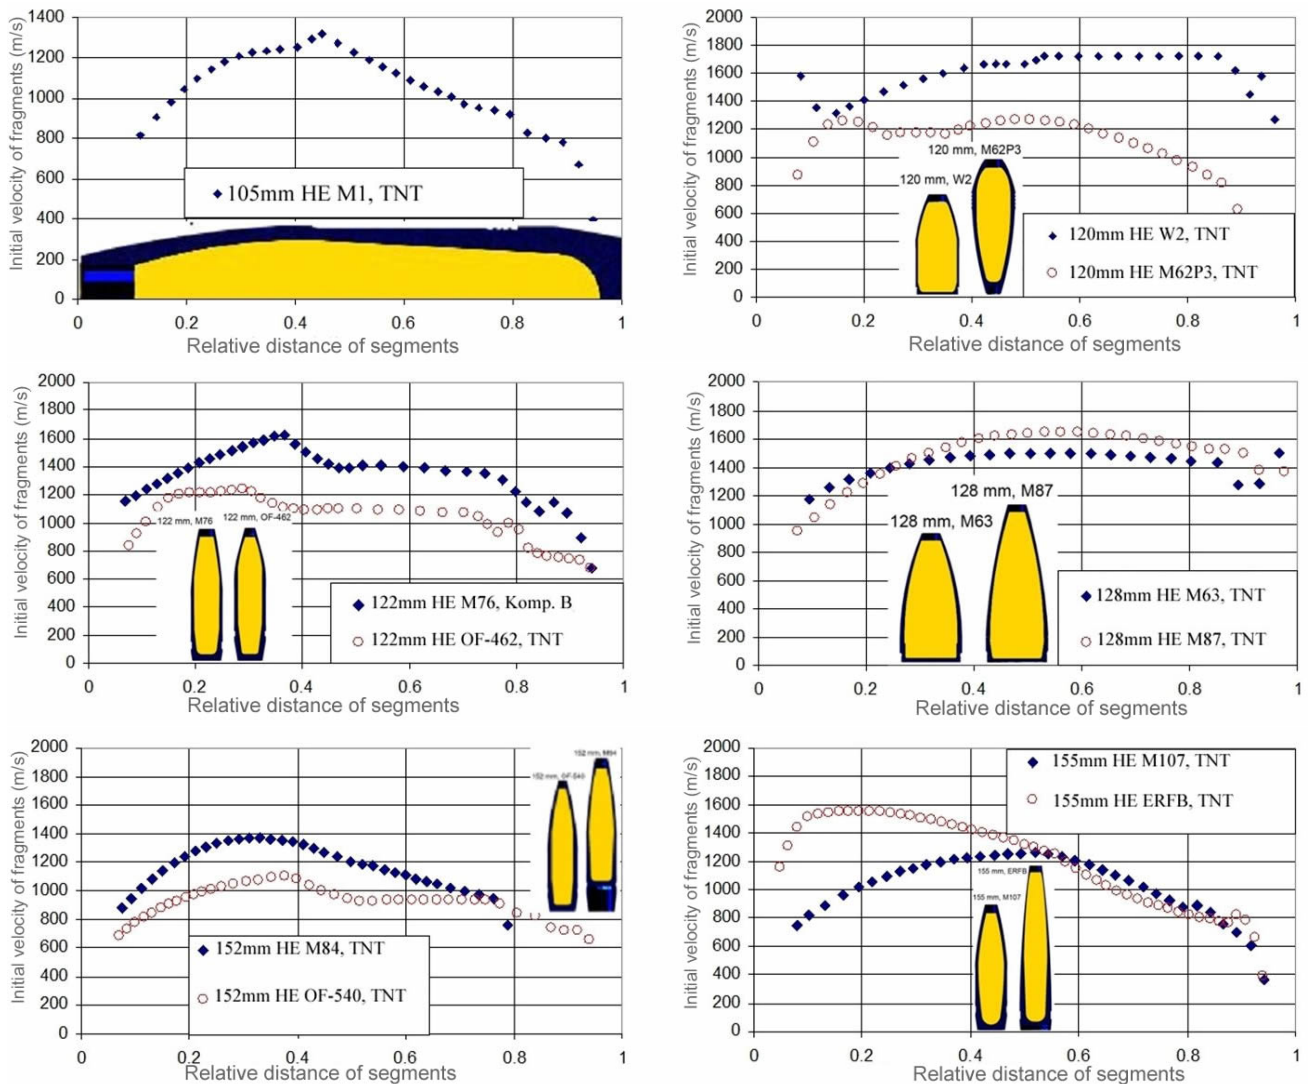 Initial velocity of fragments (m/s)
1400
1200
1000
800
600
400
200
0
105mm HE M1, TNT
0 0.2 0.4 0.6 0.8 1
Relative distance of segments
Initial velocity of fragments (m/s)
2000
1800
1600
1400
1200
1000
800
600
400
200
0
120 mm, M62P3
120 mm, W2
120mm HE W2, TNT
120mm HE M62P3, TNT
0 0.2 0.4 0.6 0.8 1
Relative distance of segments
Initial velocity of fragments (m/s)
2000
1800
1600
1400
1200
1000
800
600
400
200
0
122 mm, M76
122 mm, OF-462
122mm HE M76, Komp. B
122mm HE OF-462, TNT
0 0.2 0.4 0.6 0.8 1
Relative distance of segments
Initial velocity of fragments (m/s)
2000
1800
1600
1400
1200
1000
800
600
400
200
0
128 mm, M87
128 mm, M63
128mm HE M63, TNT
128mm HE M87, TNT
0 0.2 0.4 0.6 0.8 1
Relative distance of segments
Initial velocity of fragments (m/s)
2000
1800
1600
1400
1200
1000
800
600
400
200
0
152 mm, M84
152 mm, OF-540
152mm HE M84, TNT
152mm HE OF-540, TNT
0 0.2 0.4 0.6 0.8 1
Relative distance of segments
Initial velocity of fragments (m/s)
2000
1800
1600
1400
1200
1000
800
600
400
200
0
155mm HE M107, TNT
155mm HE ERFB, TNT
155 mm, ERFB
155 mm, M107
0 0.2 0.4 0.6 0.8 1
Relative distance of segments